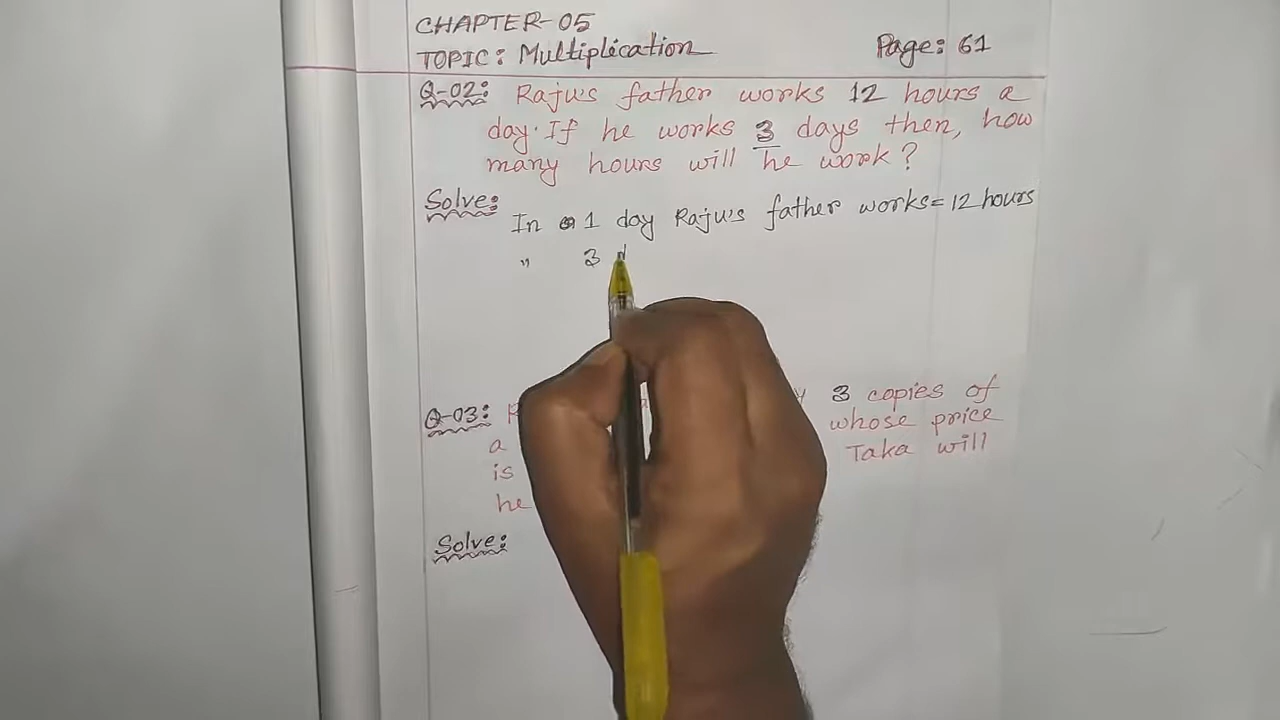 CHAPTER-05
TOPIC: Multiplication Page: 61
Q-02: Raju's father works 12 hours a
day. If he works 3 days then, how
many hours will he work?
Solve:
In 1 day Raju's father works= 12 hours
" 3 d
Q-03: 3 copies of
a whose price
is Taka will
he
Solve: